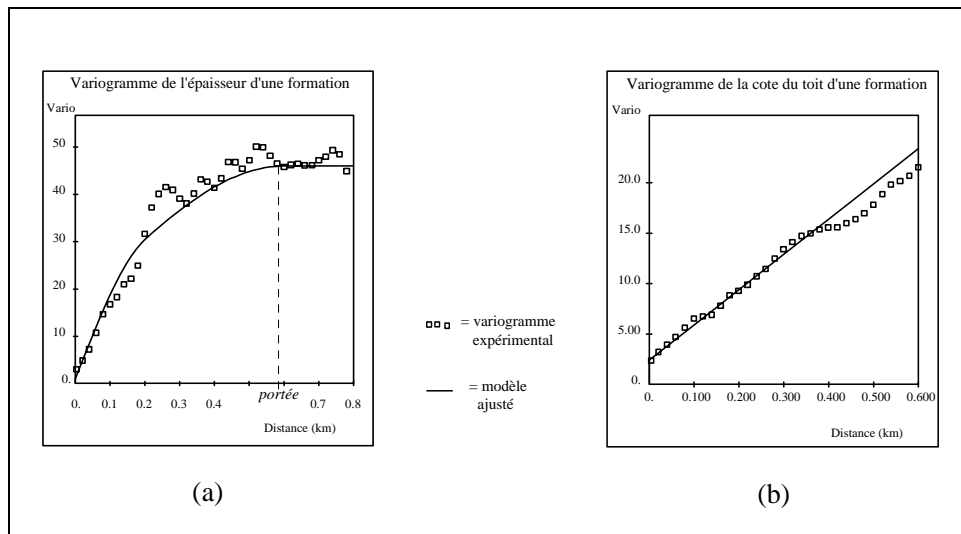 Variogramme de l'épaisseur d'une formation
Vario
50
40
30
20
10
0.
0. 0.1 0.2 0.3 0.4 portée 0.7 0.8
Distance (km)
(a)
= variogramme
expérimental
= modèle
ajusté
Variogramme de la cote du toit d'une formation
Vario
20.0
15.0
10.0
5.00
0.
0. 0.100 0.200 0.300 0.400 0.500 0.600
Distance (km)
(b)